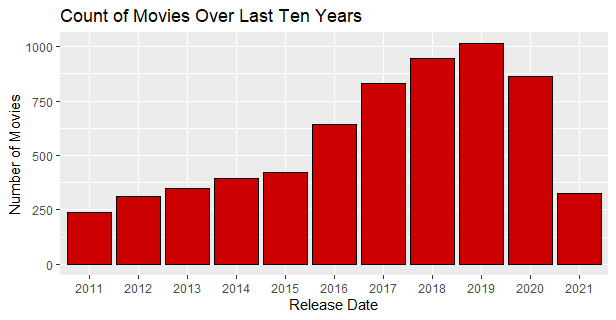 Count of Movies Over Last Ten Years
Number of Movies
1000
750
500
250
0
2011 2012 2013 2014 2015 2016 2017 2018 2019 2020 2021
Release Date